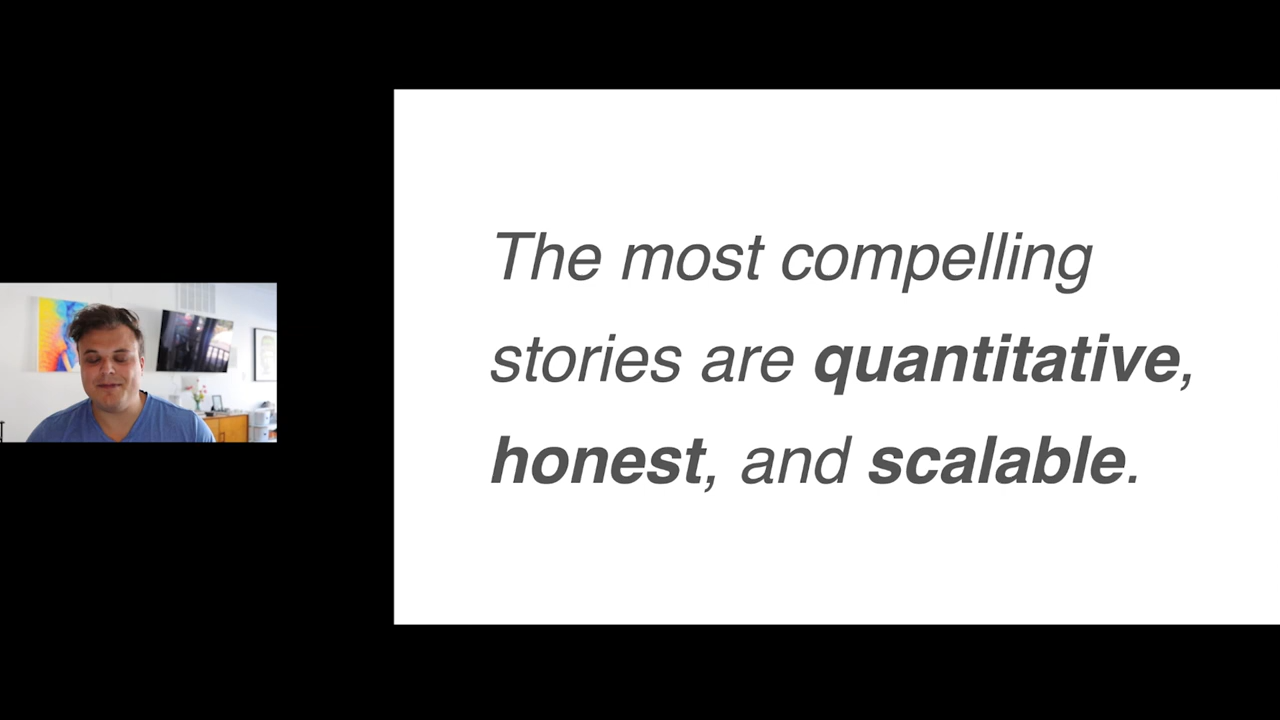 The most compelling
stories are quantitative,
honest, and scalable.